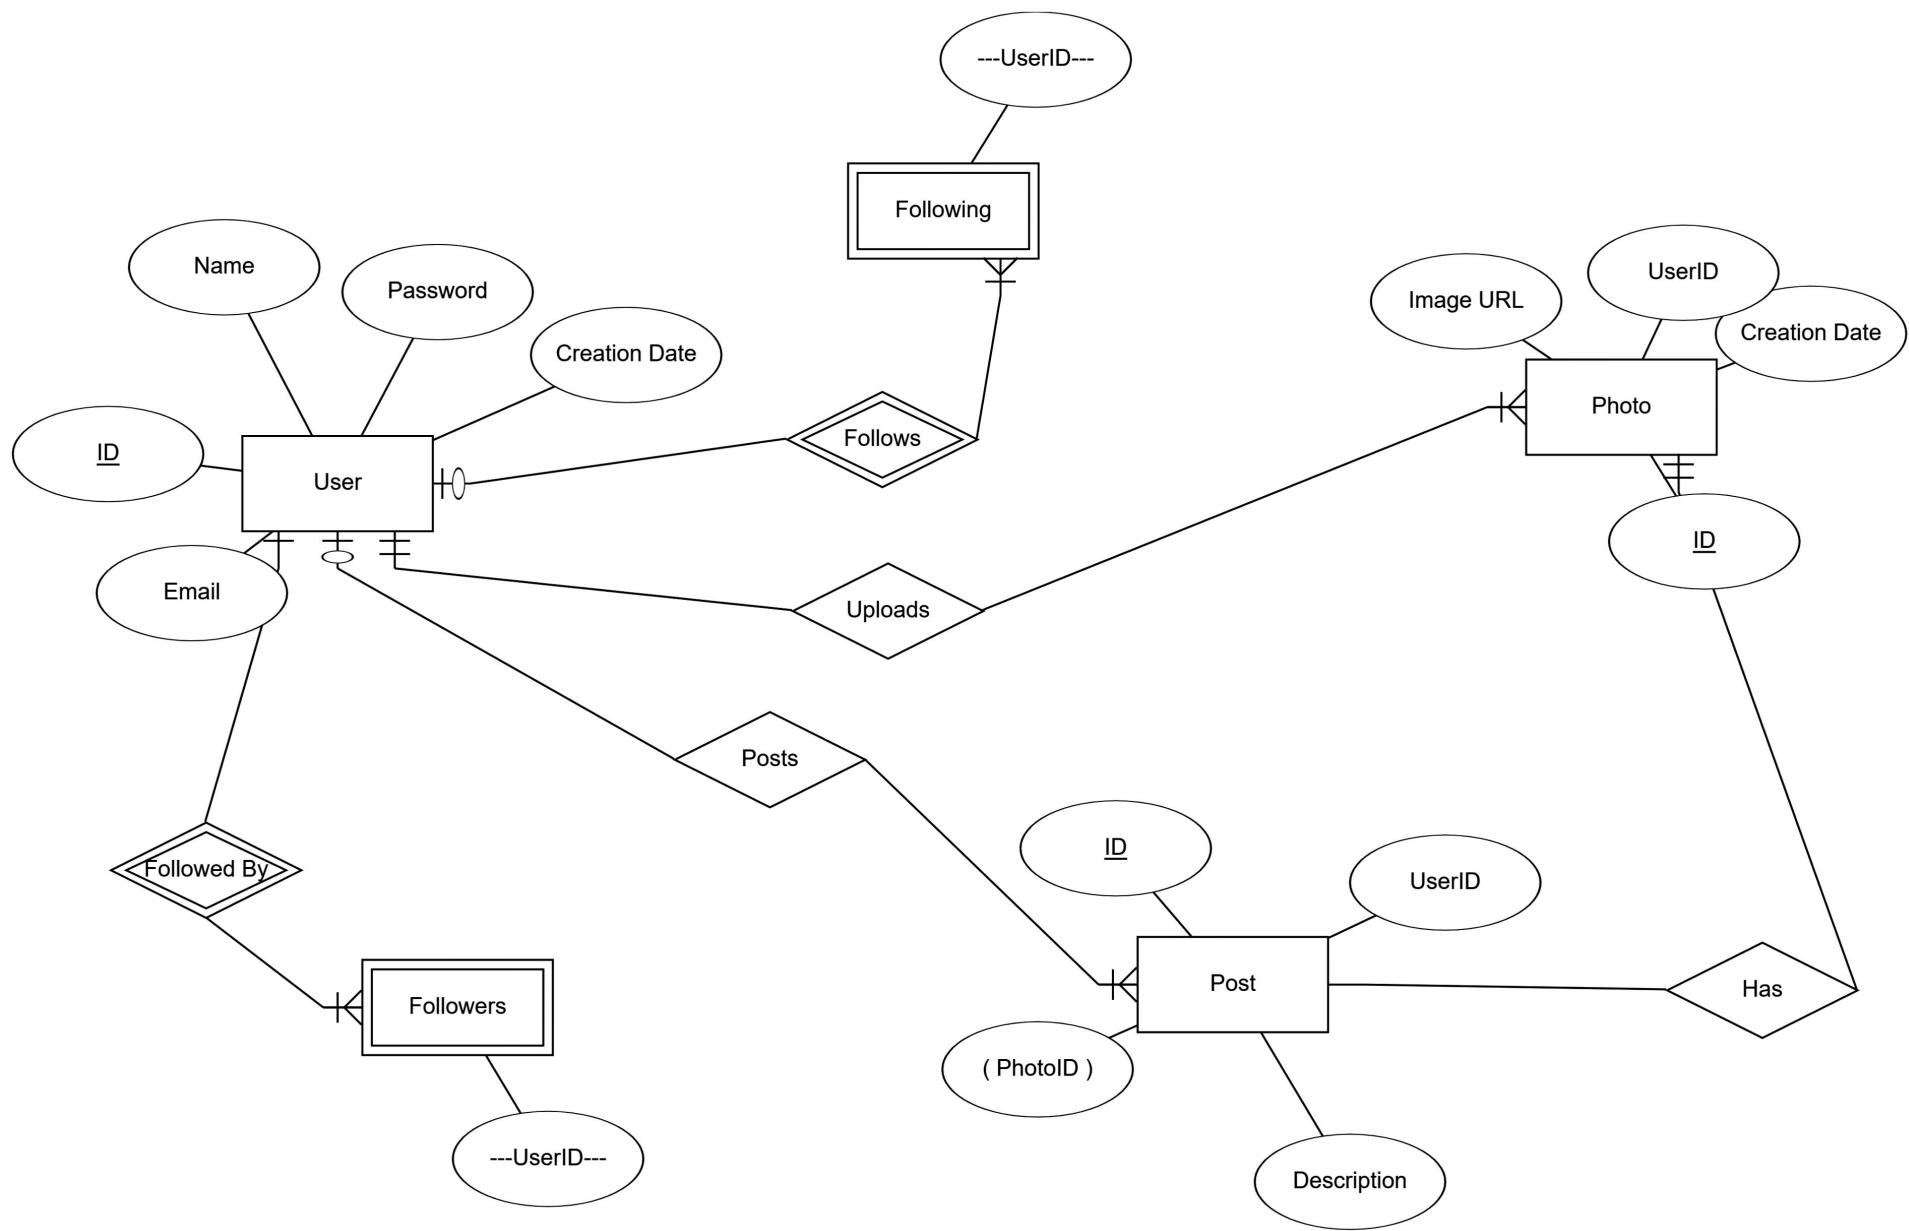 ---UserID---
Following
Name
Password
Creation Date
ID
User
Email
Follows
Image URL
UserID
Creation Date
Photo
ID
Uploads
Posts
Followed By
Followers
---UserID---
ID
UserID
Post
( PhotoID )
Description
Has